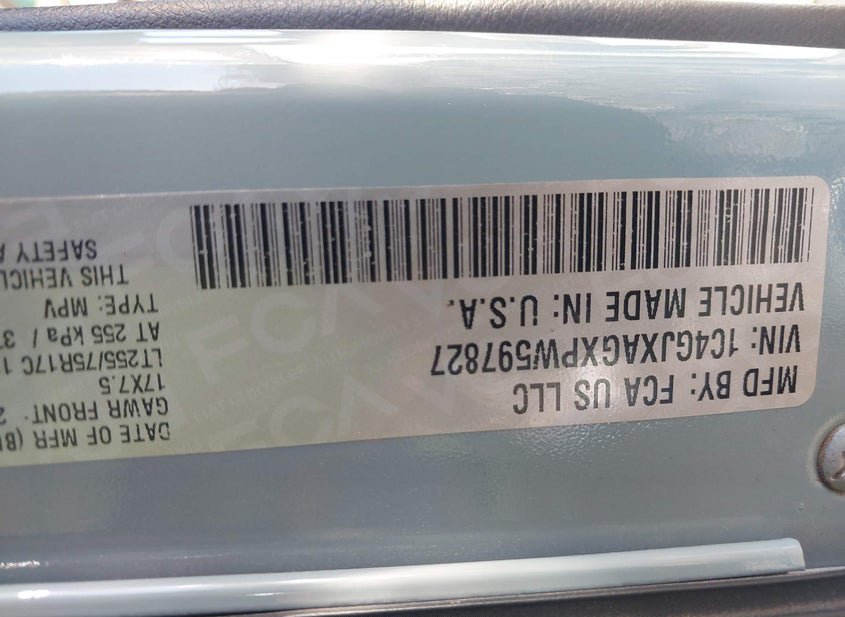 MFD BY: FCA US LLC
VIN: 1C4GJXAGXPW597827
VEHICLE MADE IN: U.S.A.
DATE OF MFR
GAWR FRONT:
17X7.5
LT255/75R17C
AT 255 kPa /
TYPE: MPV
THIS
SAFETY
FCA